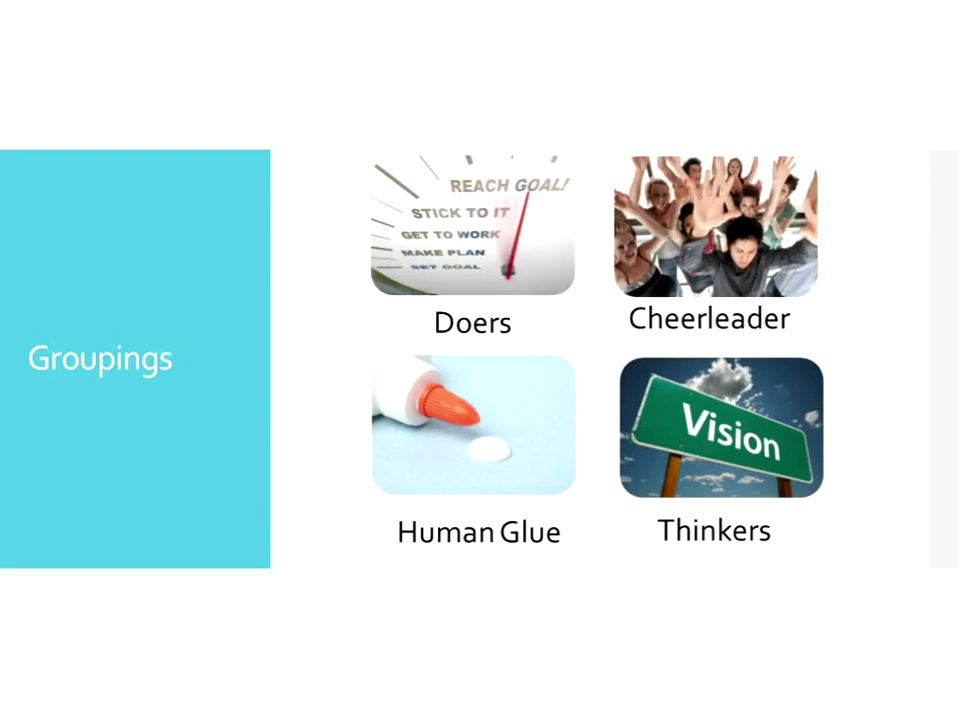 Groupings
REACH GOAL!
STICK TO IT
GET TO WORK
MAKE PLAN
SET GOAL
Doers
Cheerleader
Vision
Human Glue
Thinkers